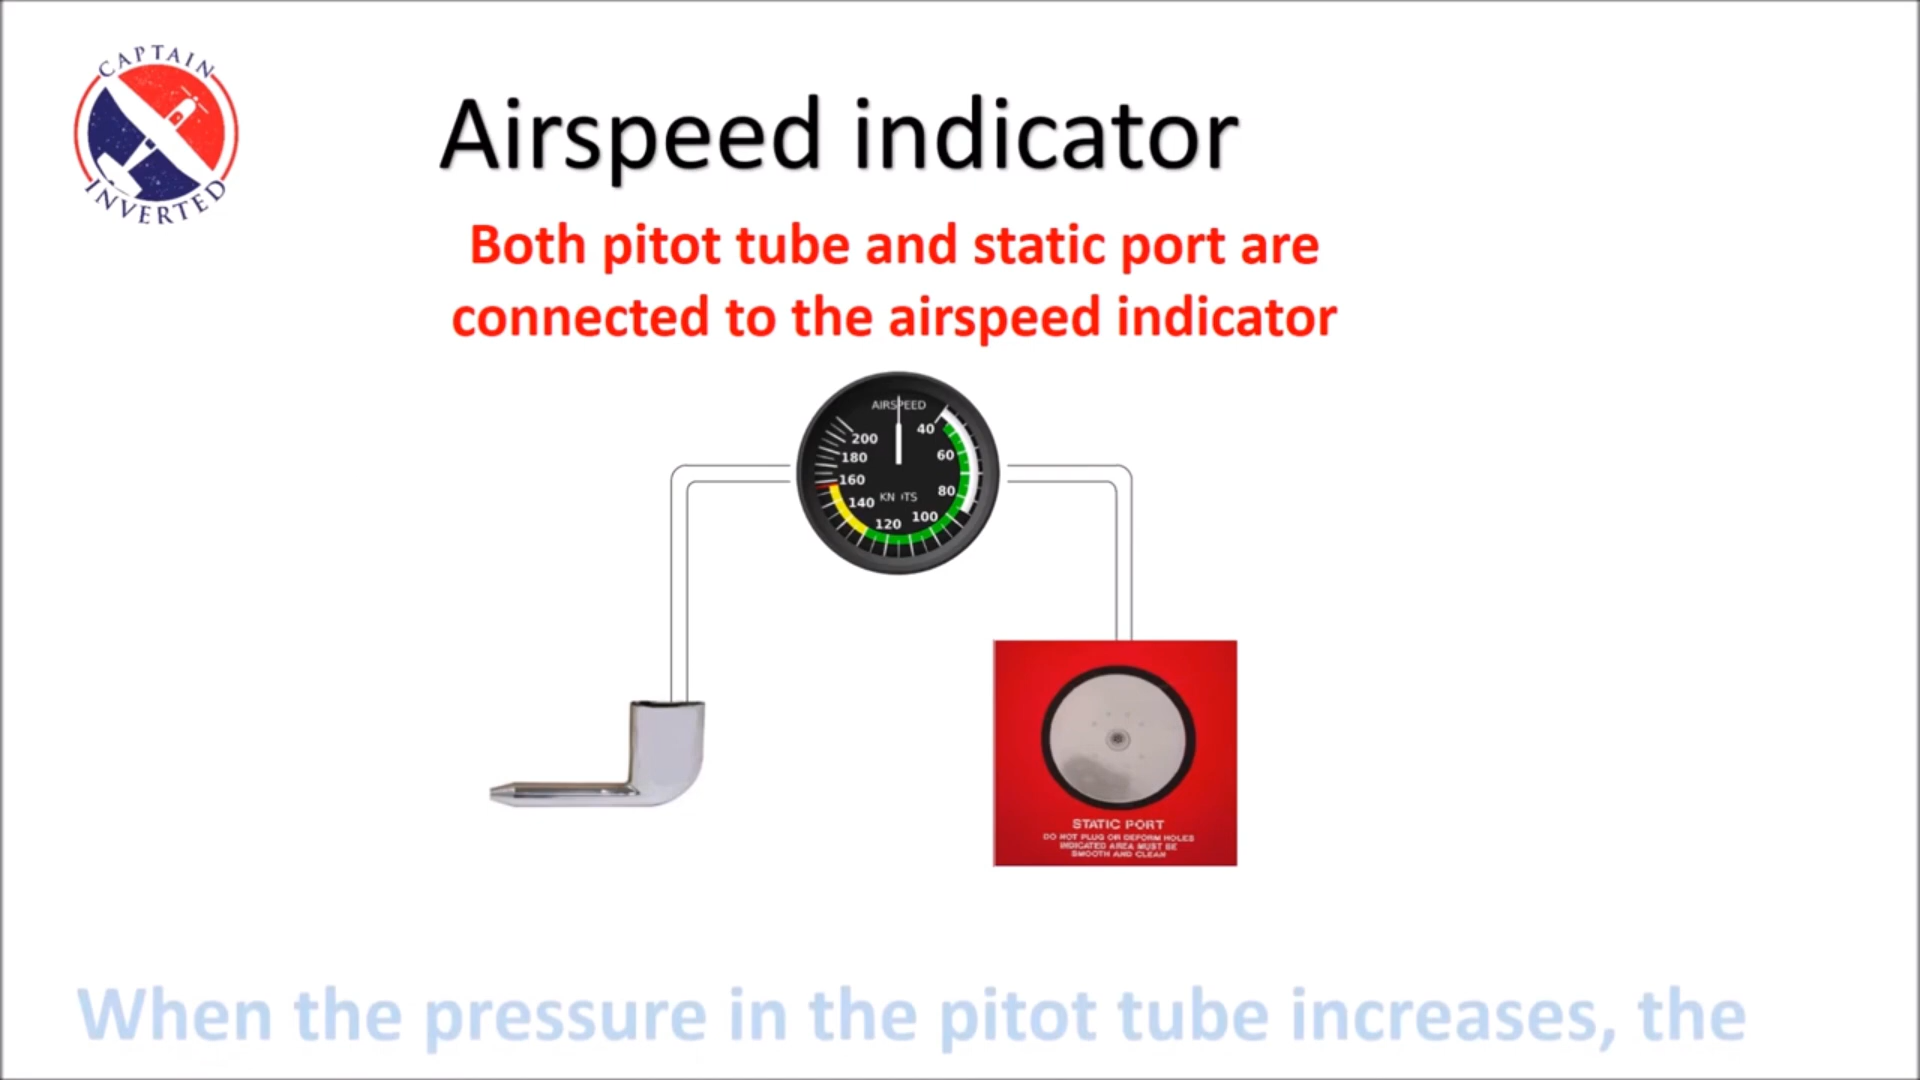 CAPTAIN
INVERTED
Airspeed indicator
Both pitot tube and static port are
connected to the airspeed indicator
AIRSPEED
40
60
80
100
120
140
160
180
200
KNOTS
STATIC PORT
DO NOT PLUG OR DEFORM HOLES
INDICATED AREA MUST BE
SMOOTH AND CLEAN
When the pressure in the pitot tube increases, the